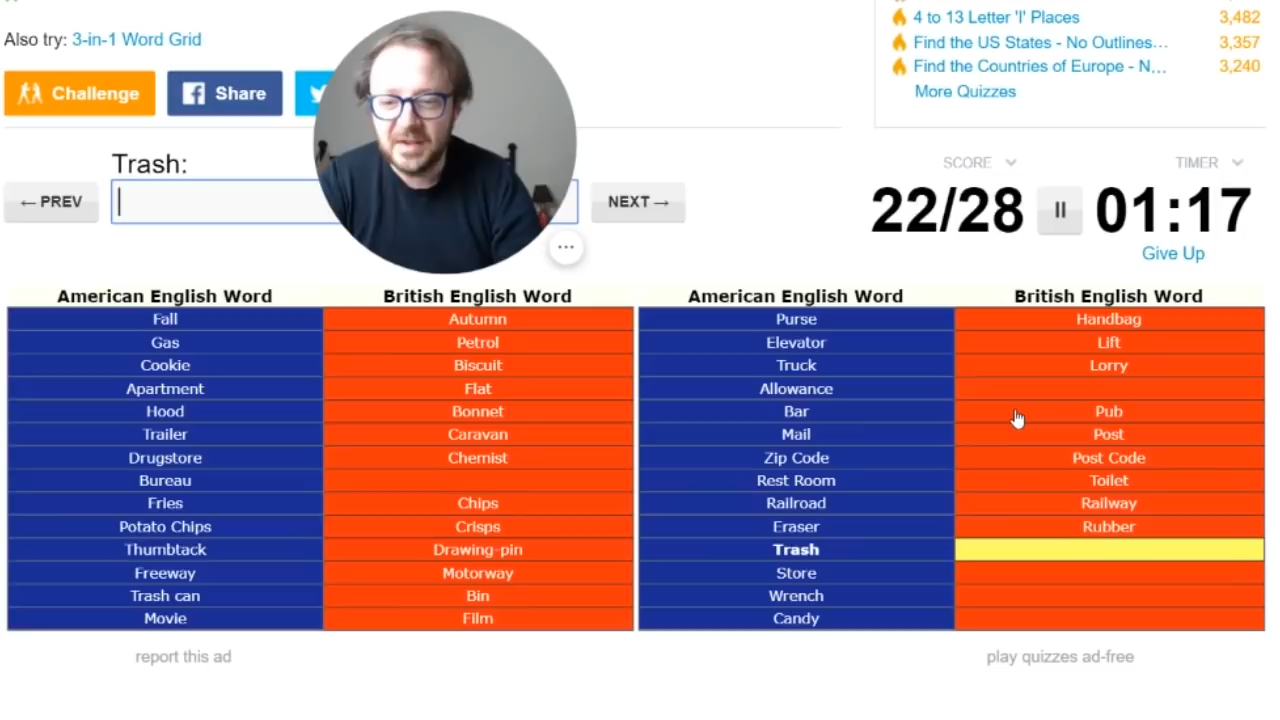 4 to 13 Letter 'I' Places 3,482
Also try: 3-in-1 Word Grid
Find the US States - No Outlines... 3,357
Find the Countries of Europe - N... 3,240
More Quizzes
Challenge
Share
Trash:
← PREV
NEXT →
SCORE
TIMER
22/28
01:17
Give Up
American English Word British English Word American English Word British English Word
Fall Autumn Purse Handbag
Gas Petrol Elevator Lift
Cookie Biscuit Truck Lorry
Apartment Flat Allowance
Hood Bonnet Bar Pub
Trailer Caravan Mail Post
Drugstore Chemist Zip Code Post Code
Bureau Rest Room Toilet
Fries Chips Railroad Railway
Potato Chips Crisps Eraser Rubber
Thumbtack Drawing-pin Trash
Freeway Motorway Store
Trash can Bin Wrench
Movie Film Candy
report this ad
play quizzes ad-free